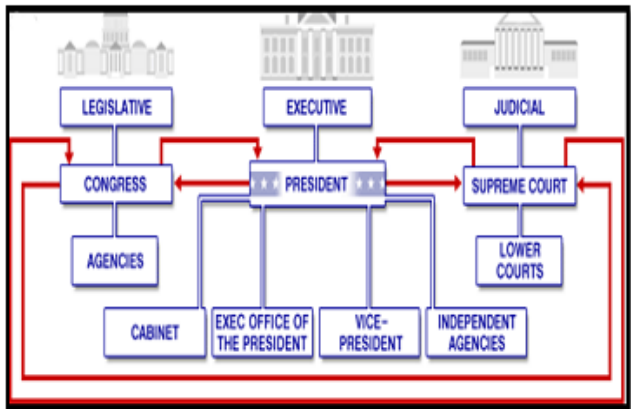 LEGISLATIVE
EXECUTIVE
JUDICIAL
CONGRESS
PRESIDENT
SUPREME COURT
AGENCIES
LOWER
COURTS
CABINET
EXEC OFFICE OF
THE PRESIDENT
VICE-
PRESIDENT
INDEPENDENT
AGENCIES